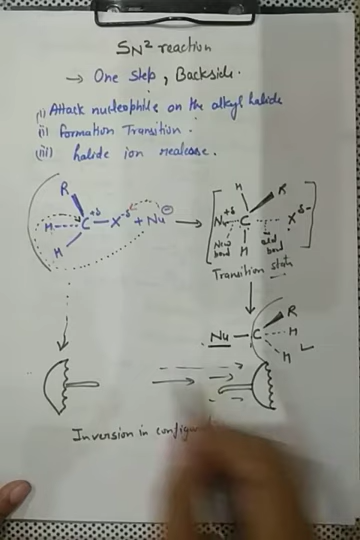 SN² reaction
→ One step, Backside.
(i) Attack nucleophile on the alkyl halide
(ii) Formation Transition.
(iii) halide ion realease.
R
H C +δ X -δ + Nu ⊖ →
H
H R
Nu +δ C X δ-
New bond old bond
H
Transition state
R
Nu C H
H
Inversion in